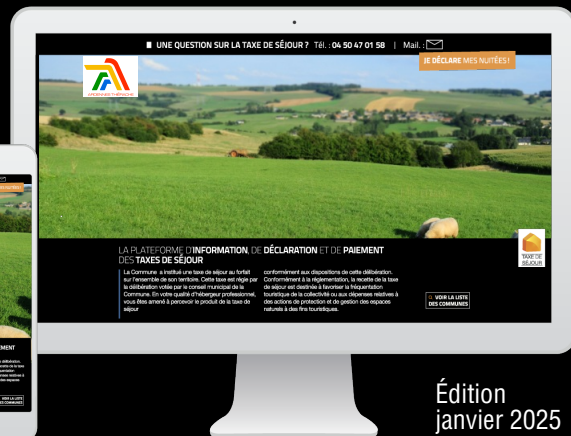 UNE QUESTION SUR LA TAXE DE SÉJOUR ? Tél. : 04 50 47 01 58 | Mail. :
JE DÉCLARE MES NUITÉES !
LA PLATEFORME D'INFORMATION, DE DÉCLARATION ET DE PAIEMENT
DES TAXES DE SÉJOUR
La Commune a institué une taxe de séjour au forfait
sur l'ensemble de son territoire. Cette taxe est régie par
la délibération votée par le conseil municipal de la
Commune. En votre qualité d'hébergeur professionnel,
vous êtes amené à percevoir le produit de la taxe de
séjour
conformément aux dispositions de cette délibération.
Conformément à la réglementation, la recette de la taxe
de séjour est destinée à favoriser la fréquentation
touristique de la collectivité ou aux dépenses relatives à
des actions de protection et de gestion des espaces
naturels à des fins touristiques.
TAXE DE
SÉJOUR
VOIR LA LISTE
DES COMMUNES
Édition
janvier 2025